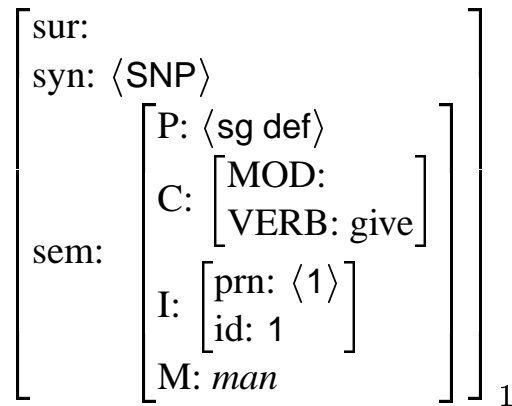 sur:
syn: ⟨SNP⟩
P: ⟨sg def⟩
C: MOD:
VERB: give
sem:
I: prn: ⟨1⟩
id: 1
M: man
1